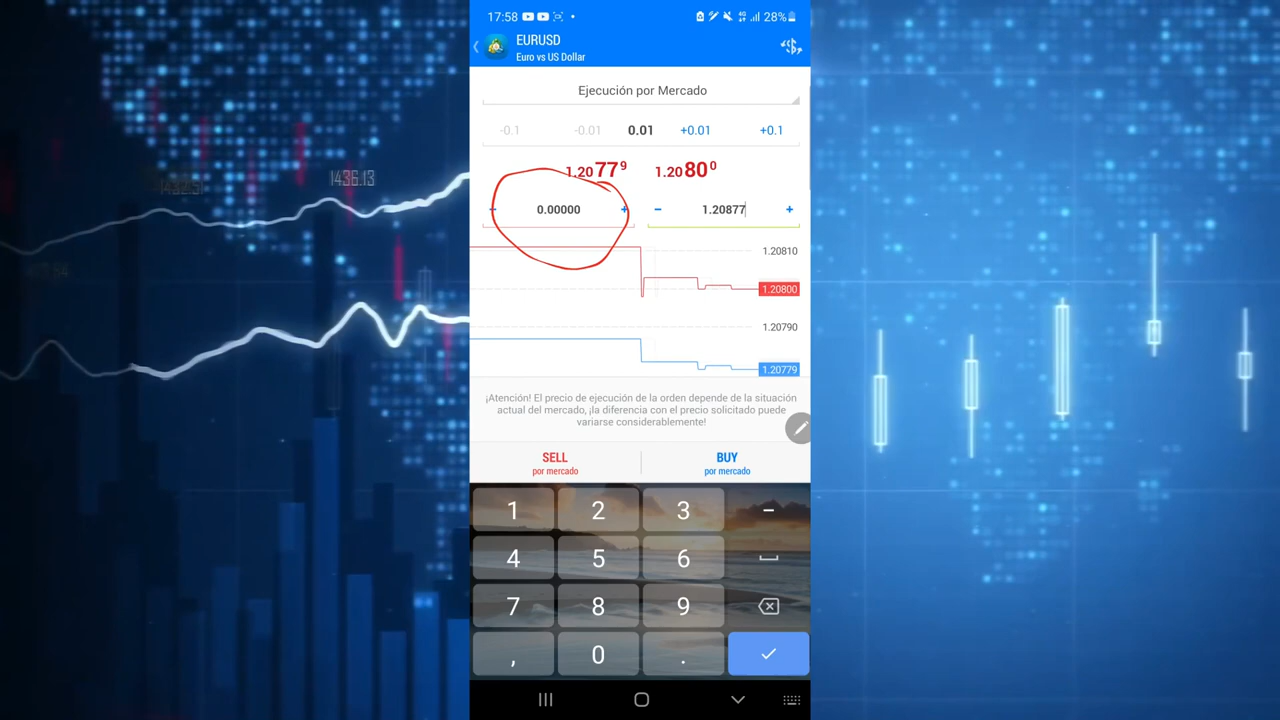 1436.13
17:58
4G
28%
EURUSD
Euro vs US Dollar
Ejecución por Mercado
-0.1 -0.01 0.01 +0.01 +0.1
1.20779 1.20800
- 0.00000 + - 1.20877 +
1.20810
1.20800
1.20790
1.20779
¡Atención! El precio de ejecución de la orden depende de la situación
actual del mercado, ¡la diferencia con el precio solicitado puede
variarse considerablemente!
SELL BUY
por mercado por mercado
1 2 3 -
4 5 6
7 8 9
, 0 .